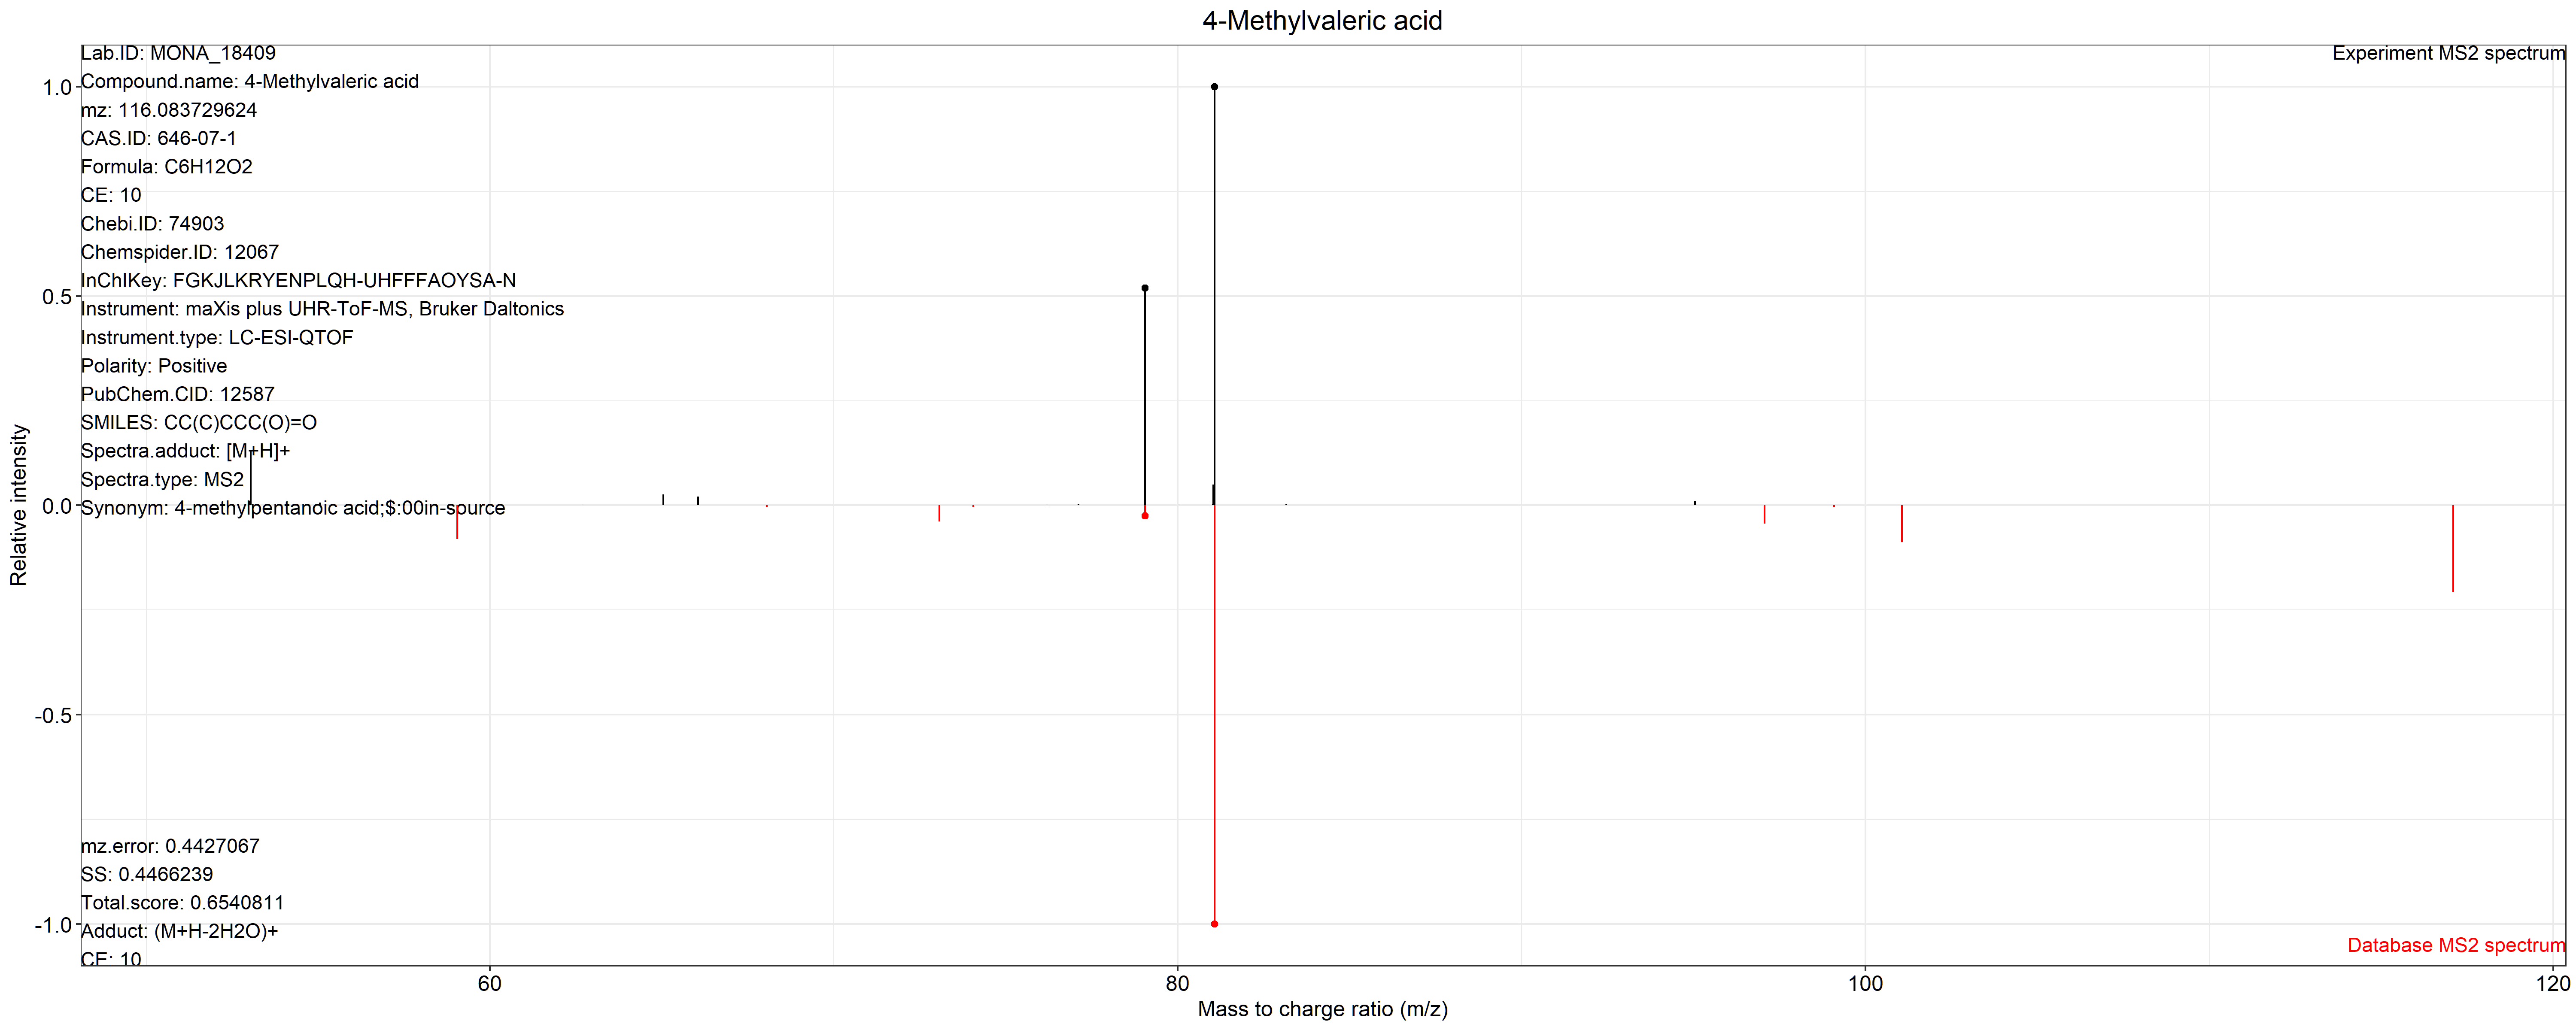 4-Methylvaleric acid
Lab.ID: MONA_18409
Experiment MS2 spectrum
Compound.name: 4-Methylvaleric acid
mz: 116.083729624
CAS.ID: 646-07-1
Formula: C6H12O2
CE: 10
Chebi.ID: 74903
Chemspider.ID: 12067
InChIKey: FGKJLKRYENPLQH-UHFFFAOYSA-N
Instrument: maXis plus UHR-ToF-MS, Bruker Daltonics
Instrument.type: LC-ESI-QTOF
Polarity: Positive
PubChem.CID: 12587
SMILES: CC(C)CCC(O)=O
Spectra.adduct: [M+H]+
Spectra.type: MS2
Synonym: 4-methylpentanoic acid;$:00in-source
1.0
0.5
0.0
-0.5
-1.0
Relative intensity
mz.error: 0.4427067
SS: 0.4466239
Total.score: 0.6540811
Adduct: (M+H-2H2O)+
CE: 10
Database MS2 spectrum
60
80
100
120
Mass to charge ratio (m/z)